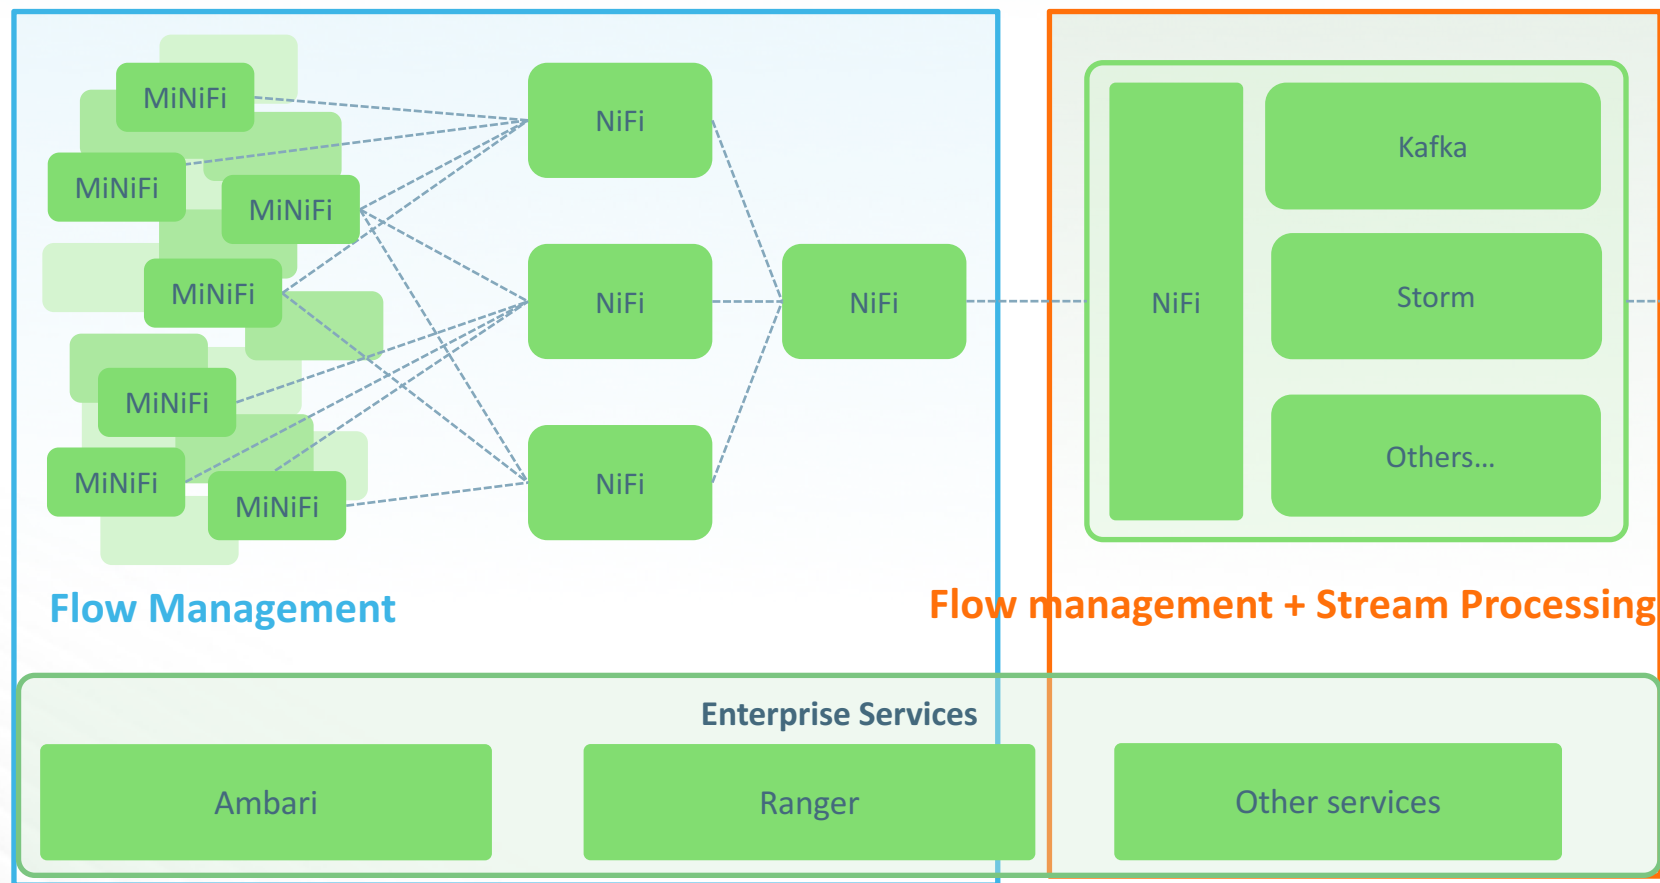 MiNiFi
MiNiFi
MiNiFi
MiNiFi
MiNiFi
MiNiFi
MiNiFi
NiFi
NiFi
NiFi
NiFi
NiFi
Kafka
Storm
Others...
Flow Management
Flow management + Stream Processing
Enterprise Services
Ambari
Ranger
Other services